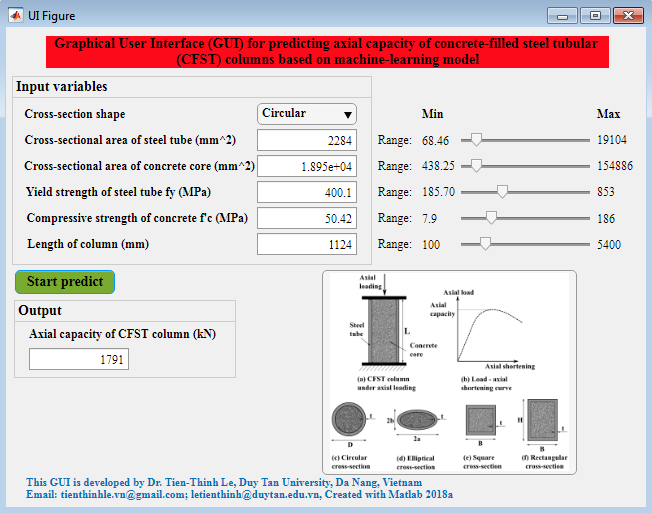 UI Figure
Graphical User Interface (GUI) for predicting axial capacity of concrete-filled steel tubular
(CFST) columns based on machine-learning model
Input variables
Cross-section shape Circular Min Max
Cross-sectional area of steel tube (mm^2) 2284 Range: 68.46 19104
Cross-sectional area of concrete core (mm^2) 1.895e+04 Range: 438.25 154886
Yield strength of steel tube fy (MPa) 400.1 Range: 185.70 853
Compressive strength of concrete f'c (MPa) 50.42 Range: 7.9 186
Length of column (mm) 1124 Range: 100 5400
Start predict
Output
Axial capacity of CFST column (kN)
1791
Axial
loading
Steel
tube
L
Concrete
core
(a) CFST column
under axial loading
Axial load
Axial
capacity
Axial shortening
(b) Load - axial
shortening curve
t
D
(c) Circular
cross-section
2b
t
2a
(d) Elliptical
cross-section
t
B
(e) Square
cross-section
H
t
B
(f) Rectangular
cross-section
This GUI is developed by Dr. Tien-Thinh Le, Duy Tan University, Da Nang, Vietnam
Email: tienthinhle.vn@gmail.com; letienthinh@duytan.edu.vn, Created with Matlab 2018a